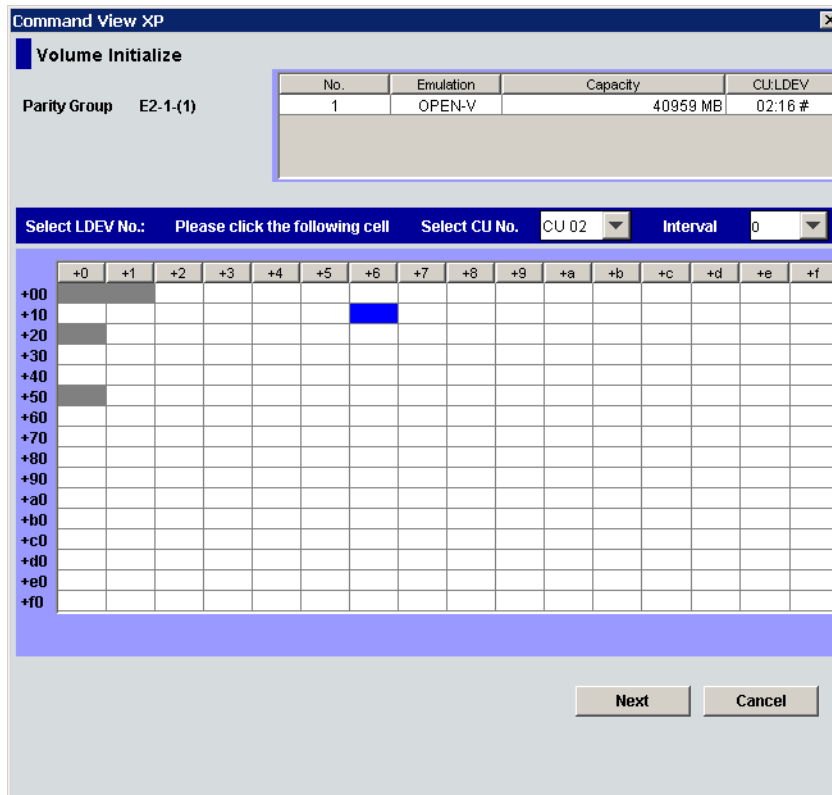 Command View XP
Volume Initialize
No. Emulation Capacity CU:LDEV
Parity Group E2-1-(1) 1 OPEN-V 40959 MB 02:16 #
Select LDEV No.: Please click the following cell Select CU No. CU 02 Interval 0
+0 +1 +2 +3 +4 +5 +6 +7 +8 +9 +a +b +c +d +e +f
+00
+10
+20
+30
+40
+50
+60
+70
+80
+90
+a0
+b0
+c0
+d0
+e0
+f0
Next Cancel